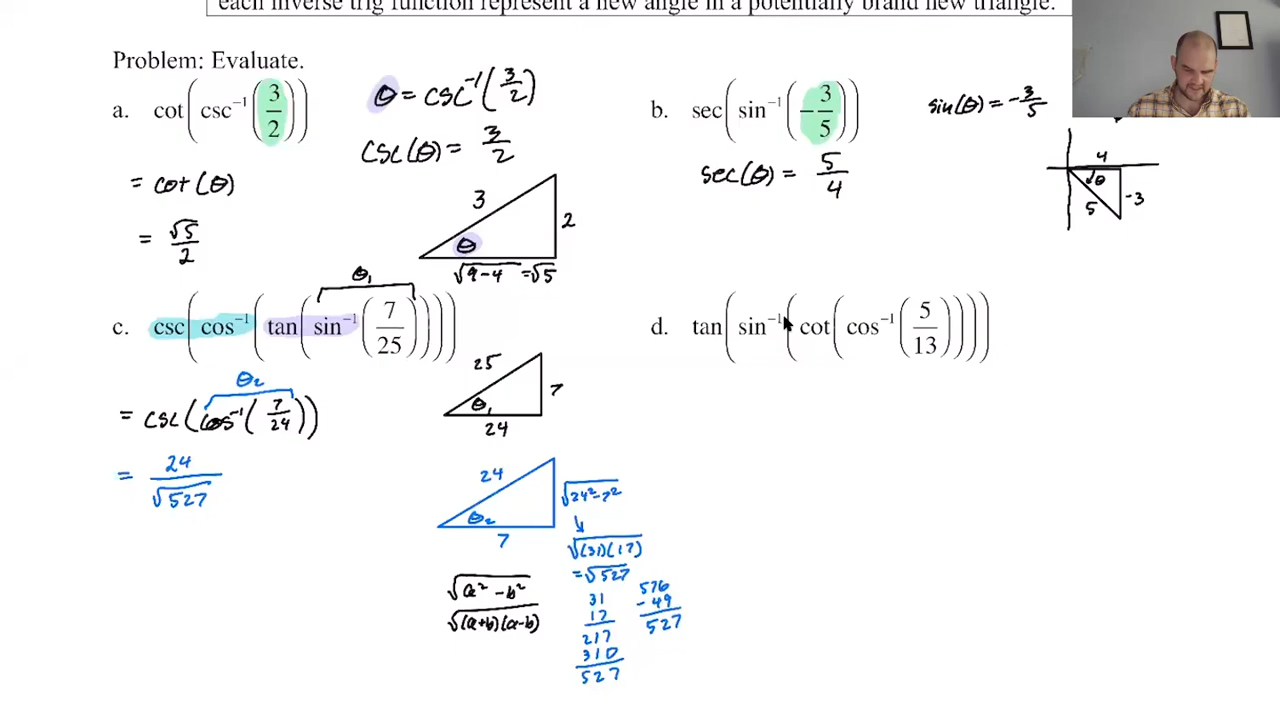 each inverse trig function represent a new angle in a potentially brand new triangle.
Problem: Evaluate.
a. cot(csc⁻¹(3/2))
θ = csc⁻¹(3/2)
csc(θ) = 3/2
= cot(θ)
= √5/2
3
2
θ
√9-4 = √5
b. sec(sin⁻¹(-3/5))
sin(θ) = -3/5
sec(θ) = 5/4
4
θ
5
-3
θ₁
c. csc(cos⁻¹(tan(sin⁻¹(7/25))))
25
7
θ₁
24
θ₂
= csc(cos⁻¹(7/24))
= 24/√527
24
√24²-7²
θ₂
7
√(31)(17)
= √527
31
17
217
310
527
576
- 49
527
√a² - b²
√(a+b)(a-b)
d. tan(sin⁻¹(cot(cos⁻¹(5/13))))